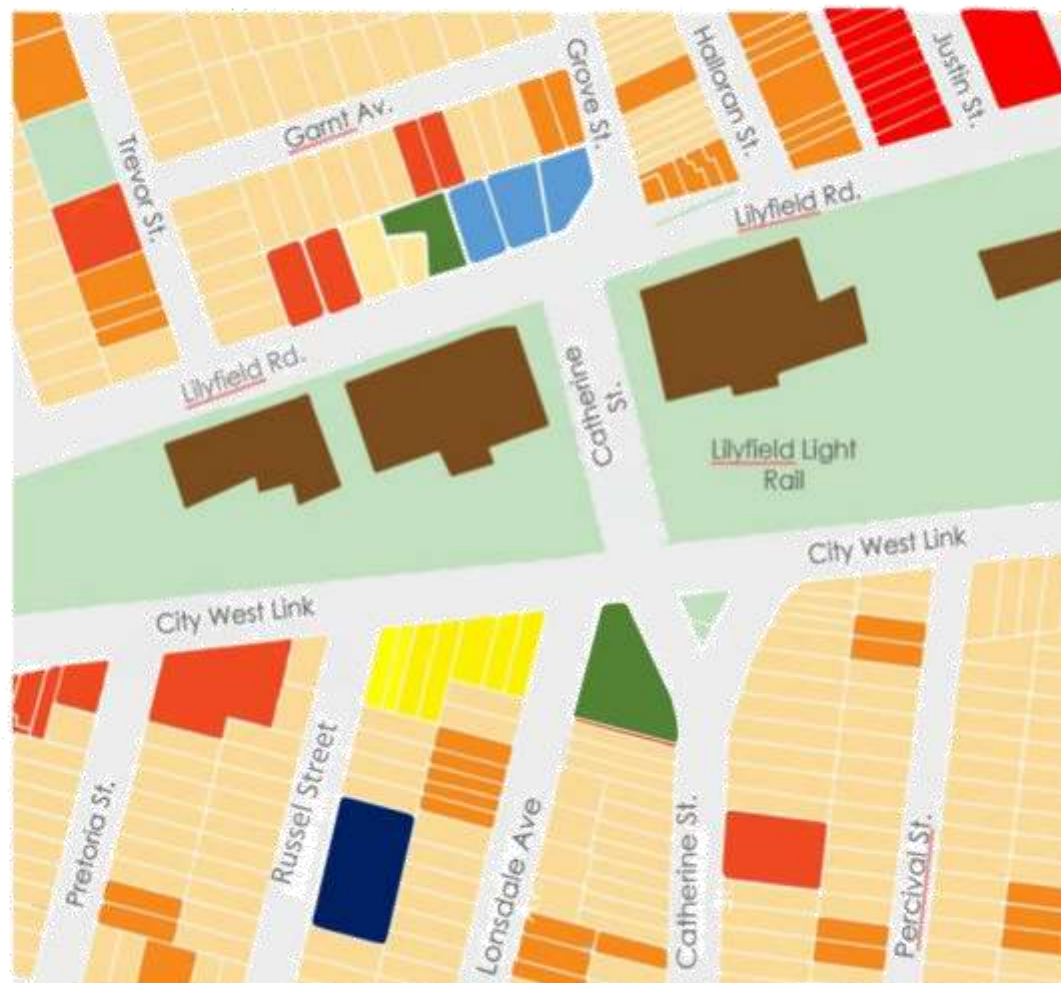 Grove St.
Halloran St.
Justin St.
Garnt Av.
Trevor St.
Lilyfield Rd.
Lilyfield Rd.
Catherine
St.
Lilyfield Light
Rail
City West Link
City West Link
Pretoria St.
Russel Street
Lonsdale Ave
Catherine St.
Percival St.